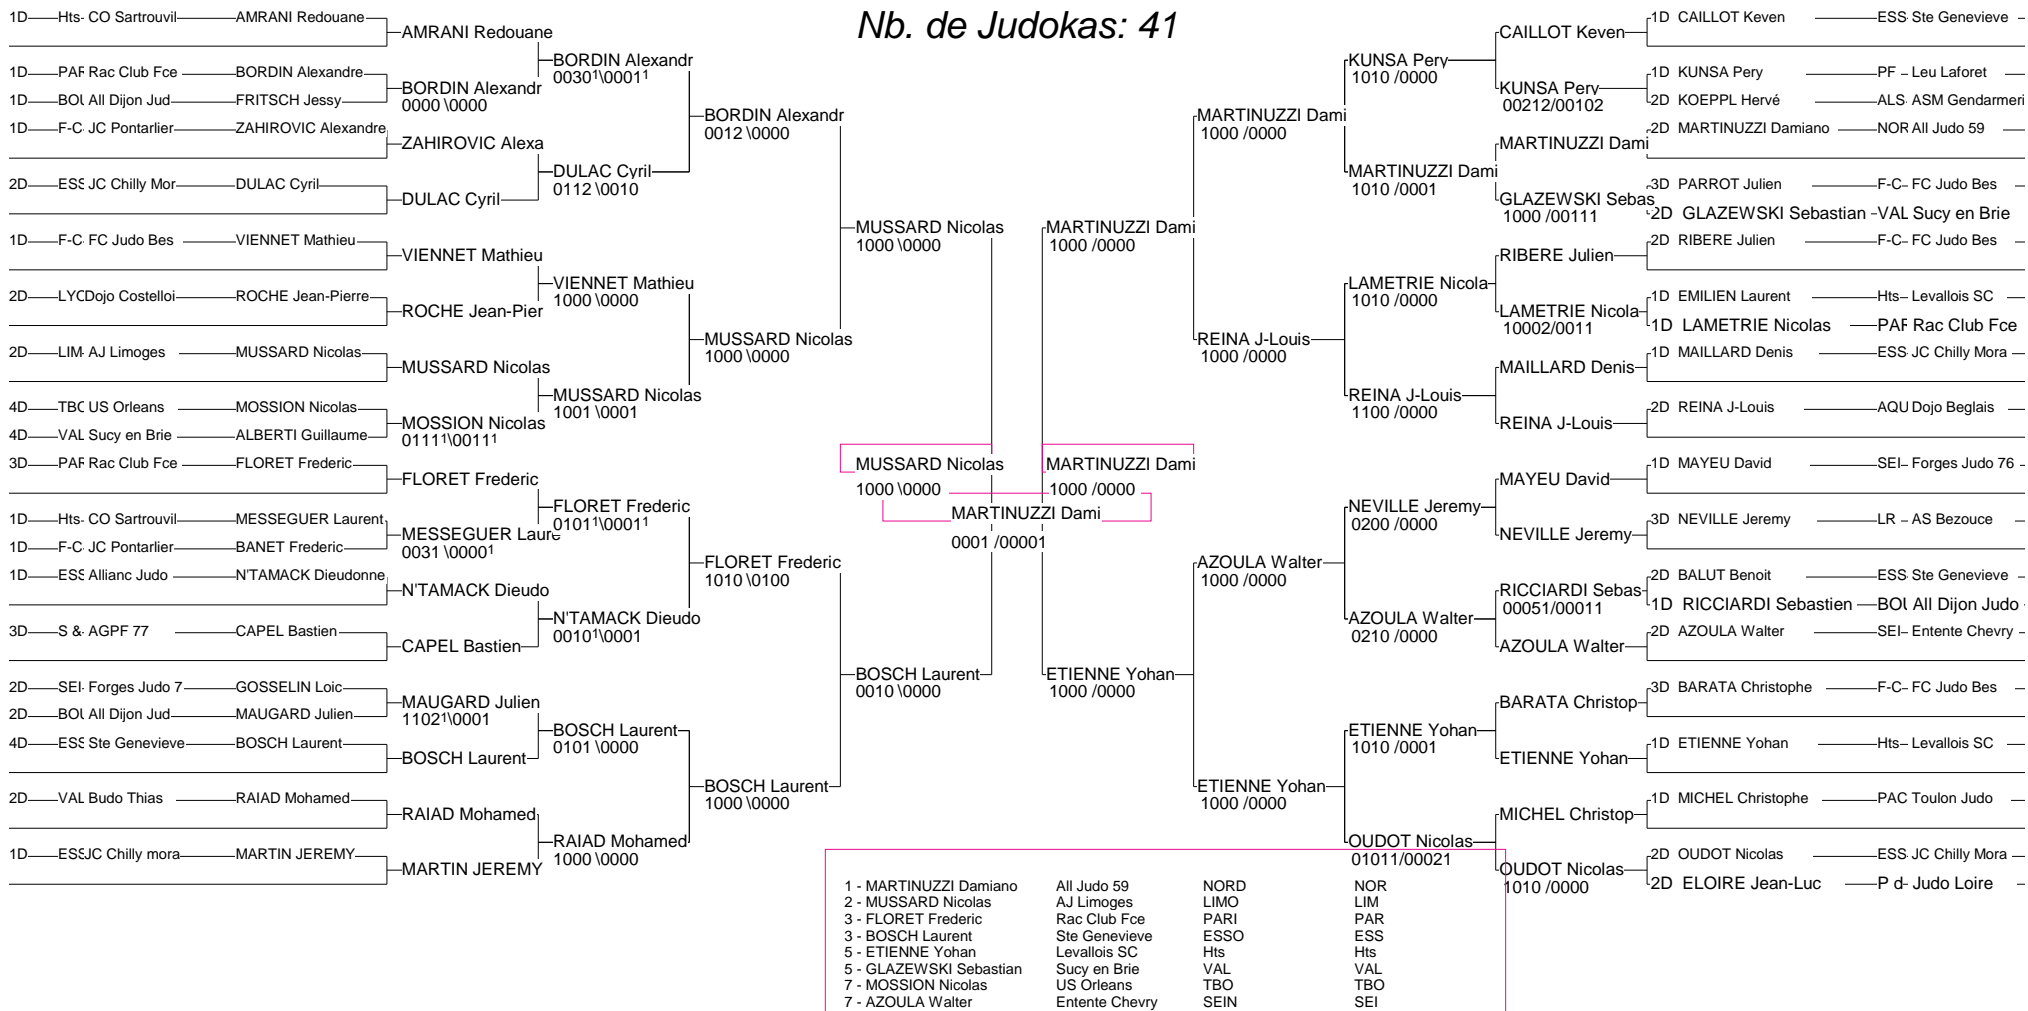 Nb. de Judokas: 41
1D Hts- CO Sartrouvil AMRANI Redouane
1D PAR Rac Club Fce BORDIN Alexandre
1D BOU All Dijon Jud FRITSCH Jessy
1D F-C JC Pontarlier ZAHIROVIC Alexandre
2D ESS JC Chilly Mor DULAC Cyril
1D F-C FC Judo Bes VIENNET Mathieu
2D LYC Dojo Costelloi ROCHE Jean-Pierre
2D LIM AJ Limoges MUSSARD Nicolas
4D TBO US Orleans MOSSION Nicolas
4D VAL Sucy en Brie ALBERTI Guillaume
3D PAR Rac Club Fce FLORET Frederic
1D Hts- CO Sartrouvil MESSEGUER Laurent
1D F-C JC Pontarlier BANET Frederic
1D ESS Allianc Judo N'TAMACK Dieudonne
3D S & AGPF 77 CAPEL Bastien
2D SEI- Forges Judo 7 GOSSELIN Loic
2D BOU All Dijon Jud MAUGARD Julien
4D ESS Ste Genevieve BOSCH Laurent
2D VAL Budo Thias RAIAD Mohamed
1D ESS JC Chilly mora MARTIN JEREMY
AMRANI Redouane
BORDIN Alexandr
0000 \0000
ZAHIROVIC Alexa
DULAC Cyril
VIENNET Mathieu
ROCHE Jean-Pier
MUSSARD Nicolas
MOSSION Nicolas
0111¹\0011¹
FLORET Frederic
MESSEGUER Laure
0031 \0000¹
N'TAMACK Dieudo
CAPEL Bastien
MAUGARD Julien
1102¹\0001
BOSCH Laurent
RAIAD Mohamed
MARTIN JEREMY
BORDIN Alexandr
0030¹\0001¹
DULAC Cyril
0112 \0010
VIENNET Mathieu
1000 \0000
MUSSARD Nicolas
1001 \0001
FLORET Frederic
0101¹\0001¹
N'TAMACK Dieudo
0010¹\0001
BOSCH Laurent
0101 \0000
RAIAD Mohamed
1000 \0000
BORDIN Alexandr
0012 \0000
MUSSARD Nicolas
1000 \0000
FLORET Frederic
1010 \0100
BOSCH Laurent
1000 \0000
MUSSARD Nicolas
1000 \0000
BOSCH Laurent
0010 \0000
MUSSARD Nicolas
1000 \0000
MARTINUZZI Dami
1000 /0000
MARTINUZZI Dami
0001 /00001
MARTINUZZI Dami
1000 /0000
ETIENNE Yohan
1000 /0000
MARTINUZZI Dami
1000 /0000
REINA J-Louis
1000 /0000
AZOULA Walter
1000 /0000
ETIENNE Yohan
1000 /0000
KUNSA Pery
1010 /0000
MARTINUZZI Dami
1010 /0001
LAMETRIE Nicola
1010 /0000
REINA J-Louis
1100 /0000
NEVILLE Jeremy
0200 /0000
AZOULA Walter
0210 /0000
ETIENNE Yohan
1010 /0001
OUDOT Nicolas
01011/00021
CAILLOT Keven
KUNSA Pery
00212/00102
MARTINUZZI Dami
GLAZEWSKI Sebas
1000 /00111
RIBERE Julien
LAMETRIE Nicola
10002/0011
MAILLARD Denis
REINA J-Louis
MAYEU David
NEVILLE Jeremy
RICCIARDI Sebas
00051/00011
AZOULA Walter
BARATA Christop
ETIENNE Yohan
MICHEL Christop
OUDOT Nicolas
1010 /0000
1D CAILLOT Keven ESS Ste Genevieve
1D KUNSA Pery PF Leu Laforet
2D KOEPPL Hervé ALS ASM Gendarmeri
2D MARTINUZZI Damiano NOR All Judo 59
3D PARROT Julien F-C FC Judo Bes
2D GLAZEWSKI Sebastian VAL Sucy en Brie
2D RIBERE Julien F-C FC Judo Bes
1D EMILIEN Laurent Hts- Levallois SC
1D LAMETRIE Nicolas PAR Rac Club Fce
1D MAILLARD Denis ESS JC Chilly Mora
2D REINA J-Louis AQU Dojo Beglais
1D MAYEU David SEI- Forges Judo 76
3D NEVILLE Jeremy LR AS Bezouce
2D BALUT Benoit ESS Ste Genevieve
1D RICCIARDI Sebastien BOU All Dijon Judo
2D AZOULA Walter SEI- Entente Chevry
3D BARATA Christophe F-C FC Judo Bes
1D ETIENNE Yohan Hts- Levallois SC
1D MICHEL Christophe PAC Toulon Judo
2D OUDOT Nicolas ESS JC Chilly Mora
2D ELOIRE Jean-Luc P d- Judo Loire
1 - MARTINUZZI Damiano All Judo 59 NORD NOR
2 - MUSSARD Nicolas AJ Limoges LIMO LIM
3 - FLORET Frederic Rac Club Fce PARI PAR
3 - BOSCH Laurent Ste Genevieve ESSO ESS
5 - ETIENNE Yohan Levallois SC Hts Hts
5 - GLAZEWSKI Sebastian Sucy en Brie VAL VAL
7 - MOSSION Nicolas US Orleans TBO TBO
7 - AZOULA Walter Entente Chevry SEIN SEI